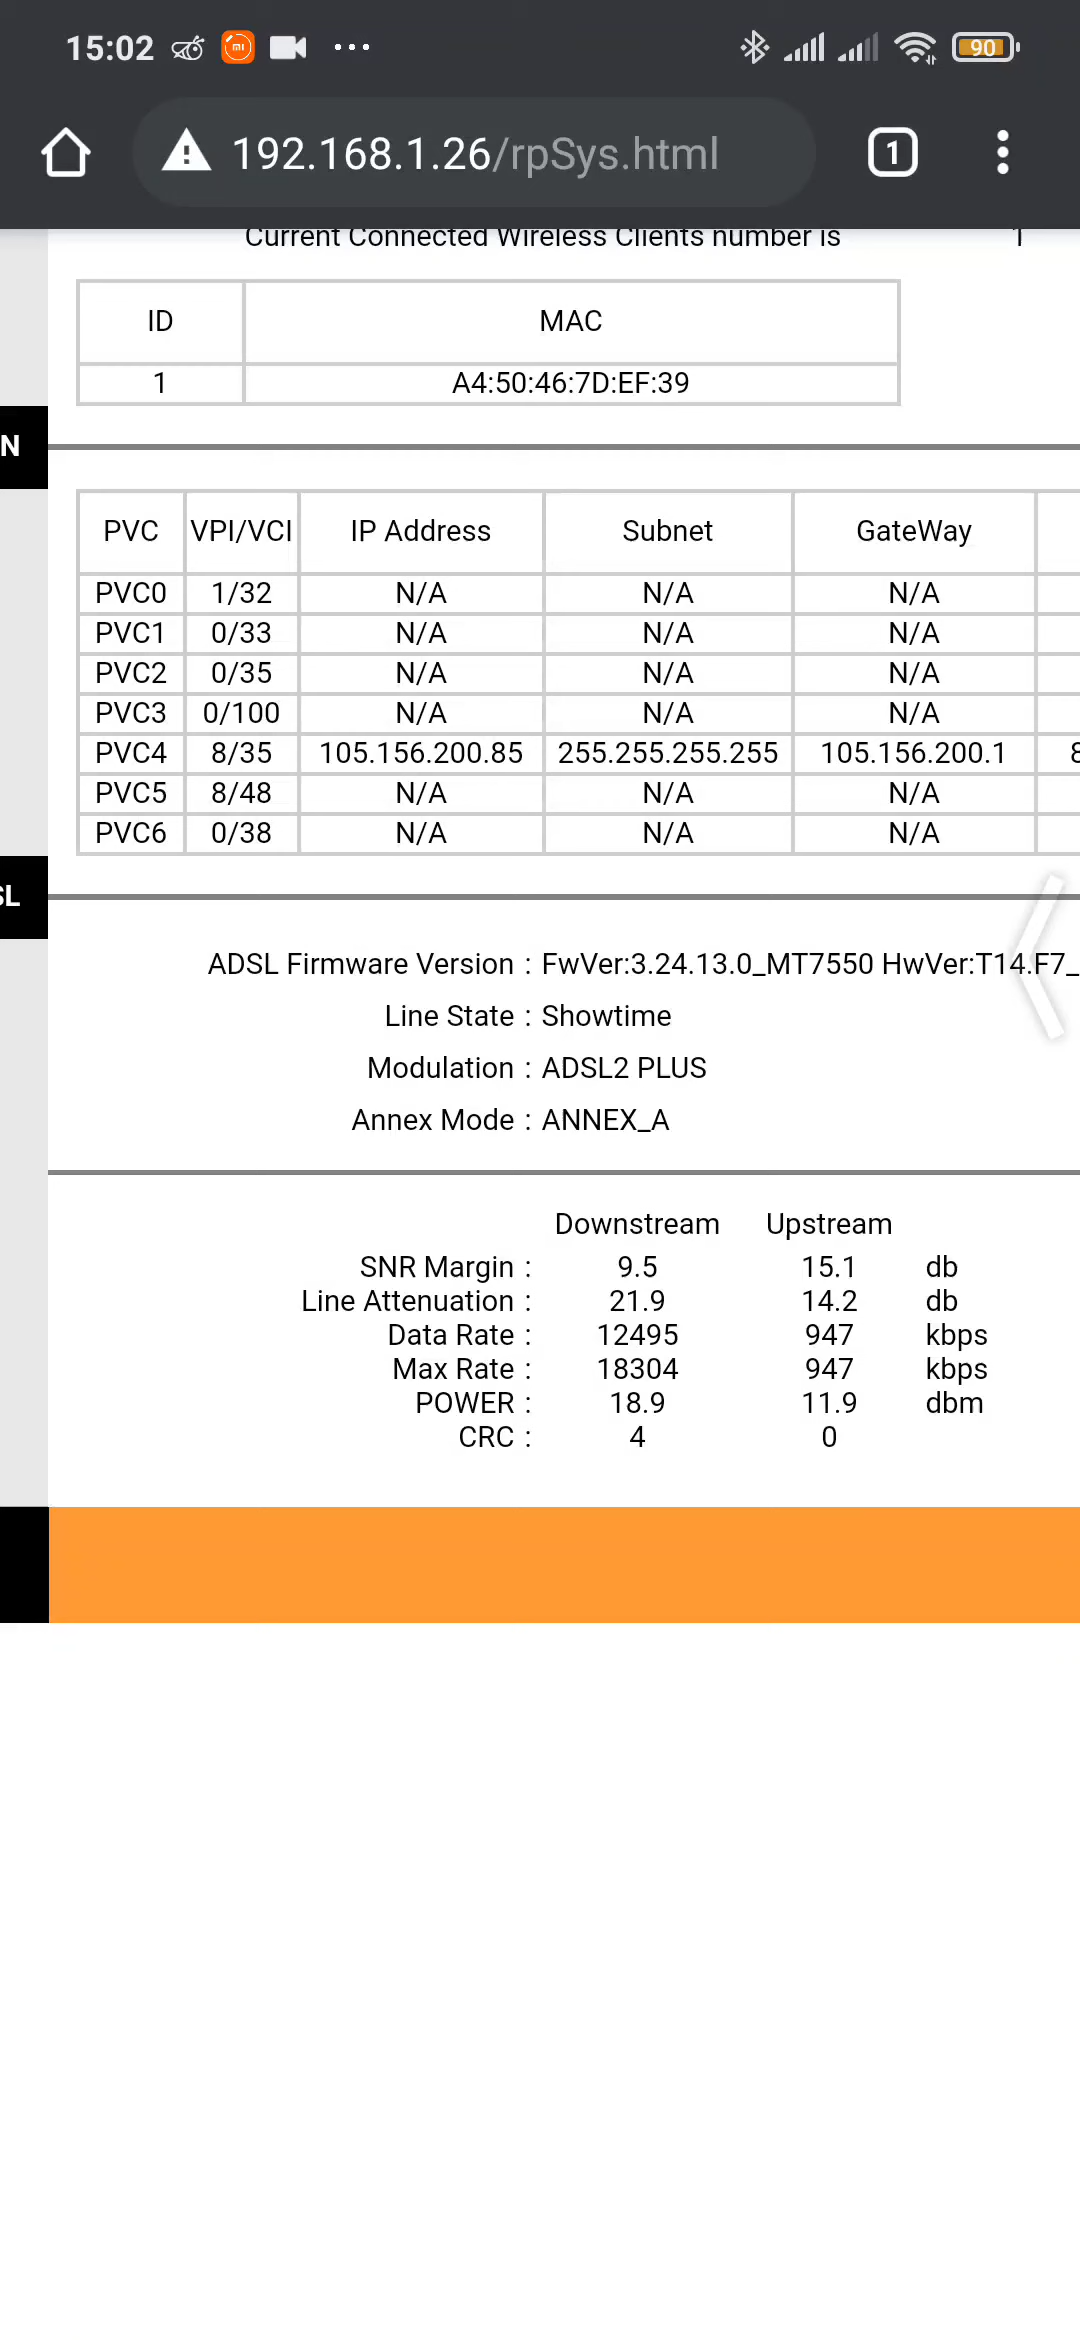 15:02 ... 90
192.168.1.26/rpSys.html 1
Current Connected Wireless Clients number is 1
ID MAC
1 A4:50:46:7D:EF:39
N
PVC VPI/VCI IP Address Subnet GateWay
PVC0 1/32 N/A N/A N/A
PVC1 0/33 N/A N/A N/A
PVC2 0/35 N/A N/A N/A
PVC3 0/100 N/A N/A N/A
PVC4 8/35 105.156.200.85 255.255.255.255 105.156.200.1
PVC5 8/48 N/A N/A N/A
PVC6 0/38 N/A N/A N/A
SL
ADSL Firmware Version : FwVer:3.24.13.0_MT7550 HwVer:T14.F7_
Line State : Showtime
Modulation : ADSL2 PLUS
Annex Mode : ANNEX_A
Downstream Upstream
SNR Margin : 9.5 15.1 db
Line Attenuation : 21.9 14.2 db
Data Rate : 12495 947 kbps
Max Rate : 18304 947 kbps
POWER : 18.9 11.9 dbm
CRC : 4 0